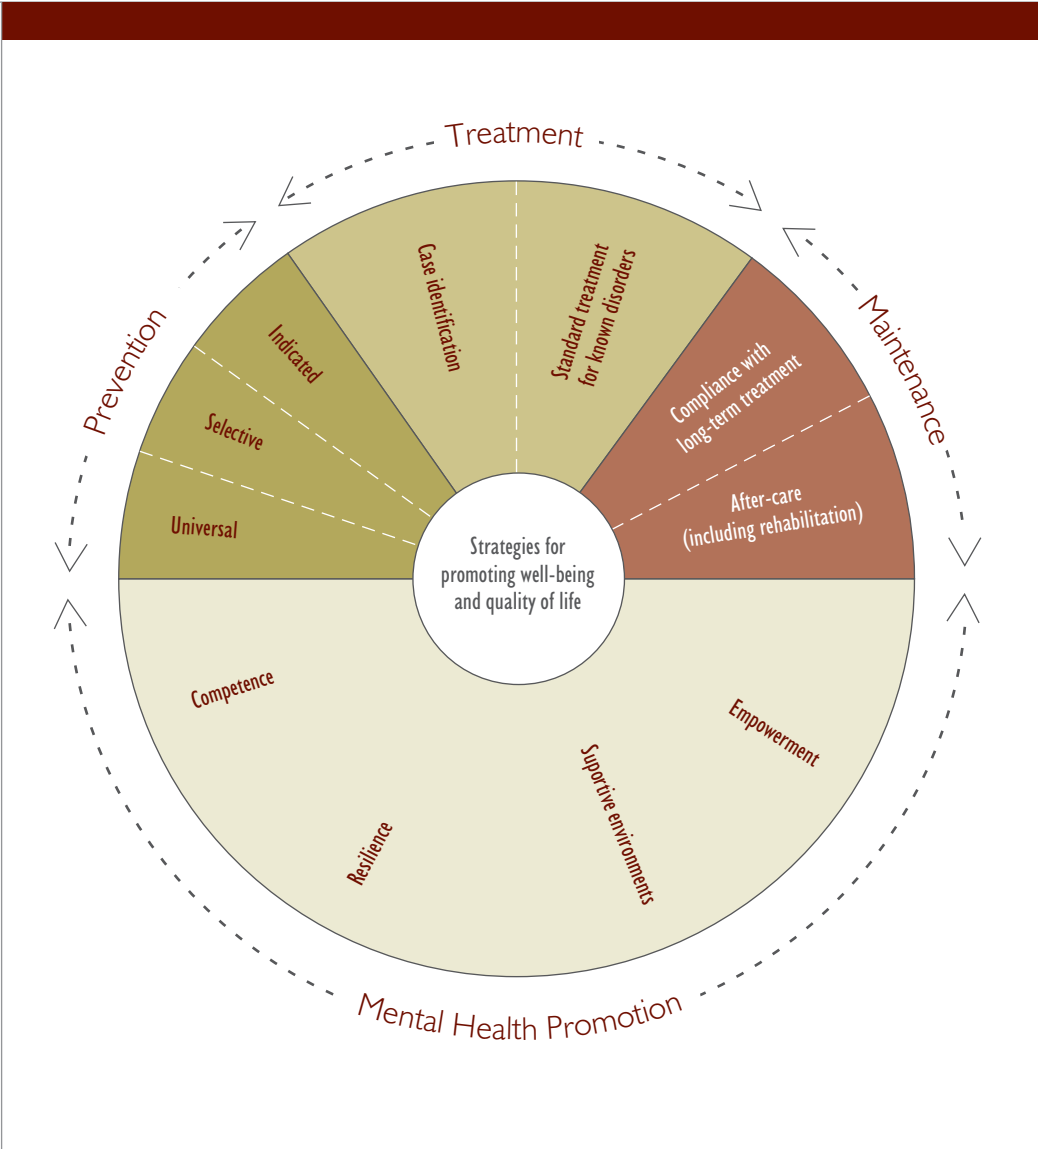 Treatment
Prevention
Maintenance
Case identification
Standard treatment
for known disorders
Indicated
Selective
Universal
Compliance with
long-term treatment
After-care
(including rehabilitation)
Strategies for
promoting well-being
and quality of life
Competence
Resilience
Suportive environments
Empowerment
Mental Health Promotion